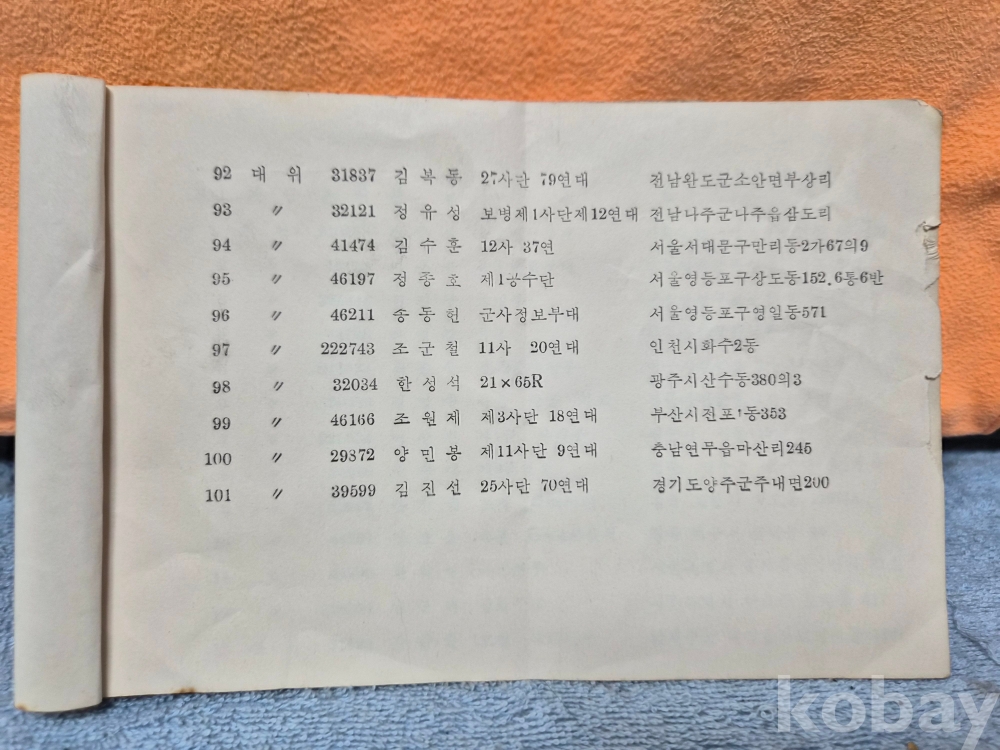 92 대 위 31837 김 복 동 27사단 79연대 전남완도군소안면부상리
93 〃 32121 정 유 성 보병제1사단제12연대 전남나주군나주읍삼도리
94 〃 41474 김 수 훈 12사 37연 서울서대문구만리동2가67의9
95 〃 46197 정 종 호 제1공수단 서울영등포구상도동152.6통6반
96 〃 46211 송 동 헌 군사정보부대 서울영등포구영일동571
97 〃 222743 조 군 철 11사 20연대 인천시화수2동
98 〃 32034 한 성 석 21×65R 광주시산수동380의3
99 〃 46166 조 원 제 제3사단 18연대 부산시전포1동353
100 〃 29872 양 민 봉 제11사단 9연대 충남연무읍마산리245
101 〃 39599 김 진 선 25사단 70연대 경기도양주군주내면200
kobay